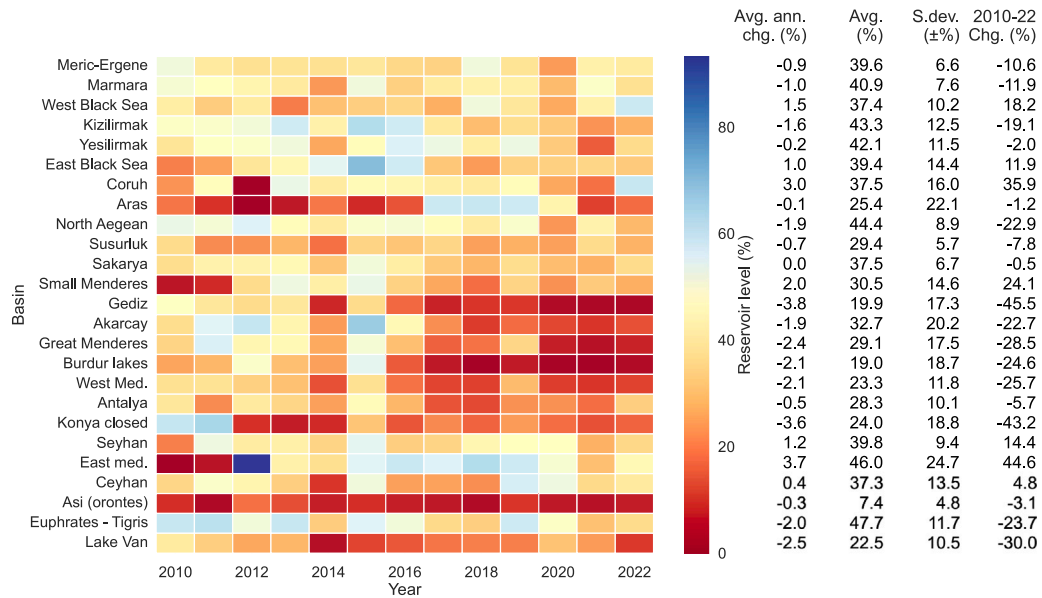 Avg. ann. Avg. S.dev. 2010-22
chg. (%) (%) (±%) Chg. (%)
Meric-Ergene -0.9 39.6 6.6 -10.6
Marmara -1.0 40.9 7.6 -11.9
West Black Sea 1.5 37.4 10.2 18.2
Kizilirmak 80 -1.6 43.3 12.5 -19.1
Yesilirmak -0.2 42.1 11.5 -2.0
East Black Sea 1.0 39.4 14.4 11.9
Coruh 3.0 37.5 16.0 35.9
Aras -0.1 25.4 22.1 -1.2
North Aegean 60 -1.9 44.4 8.9 -22.9
Susurluk -0.7 29.4 5.7 -7.8
Sakarya 0.0 37.5 6.7 -0.5
Small Menderes 2.0 30.5 14.6 24.1
Gediz -3.8 19.9 17.3 -45.5
Akarcay -1.9 32.7 20.2 -22.7
Great Menderes 40 -2.4 29.1 17.5 -28.5
Burdur lakes -2.1 19.0 18.7 -24.6
West Med. -2.1 23.3 11.8 -25.7
Antalya -0.5 28.3 10.1 -5.7
Konya closed -3.6 24.0 18.8 -43.2
Seyhan 20 1.2 39.8 9.4 14.4
East med. 3.7 46.0 24.7 44.6
Ceyhan 0.4 37.3 13.5 4.8
Asi (orontes) -0.3 7.4 4.8 -3.1
Euphrates - Tigris -2.0 47.7 11.7 -23.7
Lake Van 0 -2.5 22.5 10.5 -30.0
2010 2012 2014 2016 2018 2020 2022
Year
Basin
Reservoir level (%)